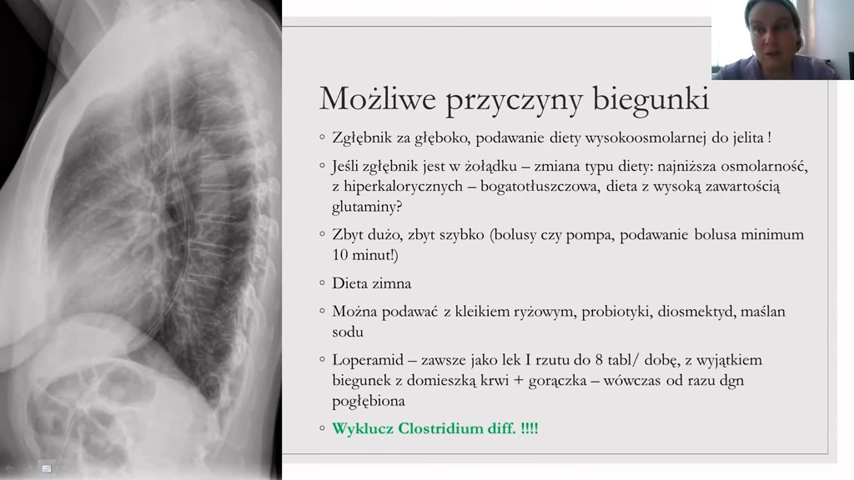 Możliwe przyczyny biegunki
◦ Zgłębnik za głęboko, podawanie diety wysokoosmolarnej do jelita !
◦ Jeśli zgłębnik jest w żołądku – zmiana typu diety: najniższa osmolarność,
z hiperkalorycznych – bogatotłuszczowa, dieta z wysoką zawartością
glutaminy?
◦ Zbyt dużo, zbyt szybko (bolusy czy pompa, podawanie bolusa minimum
10 minut!)
◦ Dieta zimna
◦ Można podawać z kleikiem ryżowym, probiotyki, diosmektyd, maślan
sodu
◦ Loperamid – zawsze jako lek I rzutu do 8 tabl/ dobę, z wyjątkiem
biegunek z domieszką krwi + gorączka – wówczas od razu dgn
pogłębiona
◦ Wyklucz Clostridium diff. !!!!